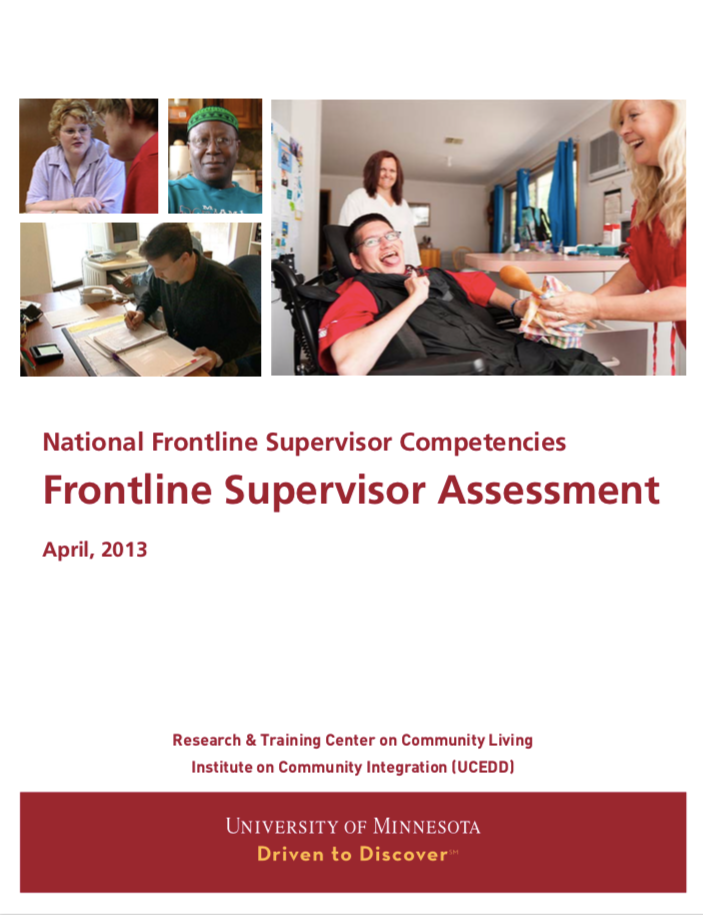 National Frontline Supervisor Competencies
Frontline Supervisor Assessment
April, 2013
Research & Training Center on Community Living
Institute on Community Integration (UCEDD)
UNIVERSITY OF MINNESOTA
Driven to Discover℠